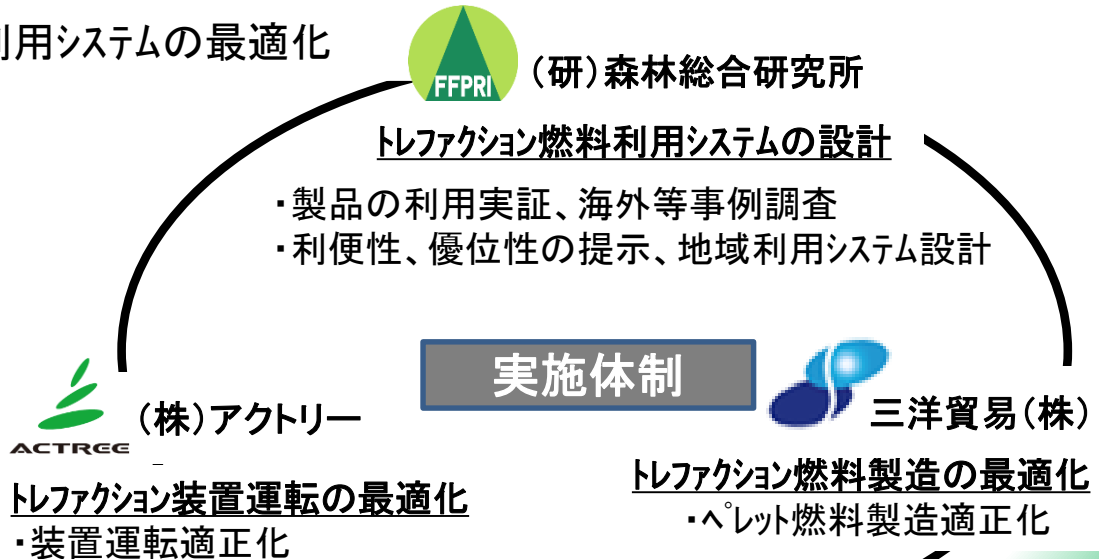 利用システムの最適化
FFPRI
（研）森林総合研究所
トレファクション燃料利用システムの設計
・製品の利用実証、海外等事例調査
・利便性、優位性の提示、地域利用システム設計
実施体制
ACTREE
（株）アクトリー
三洋貿易（株）
トレファクション装置運転の最適化
・装置運転適正化
トレファクション燃料製造の最適化
・ペレット燃料製造適正化